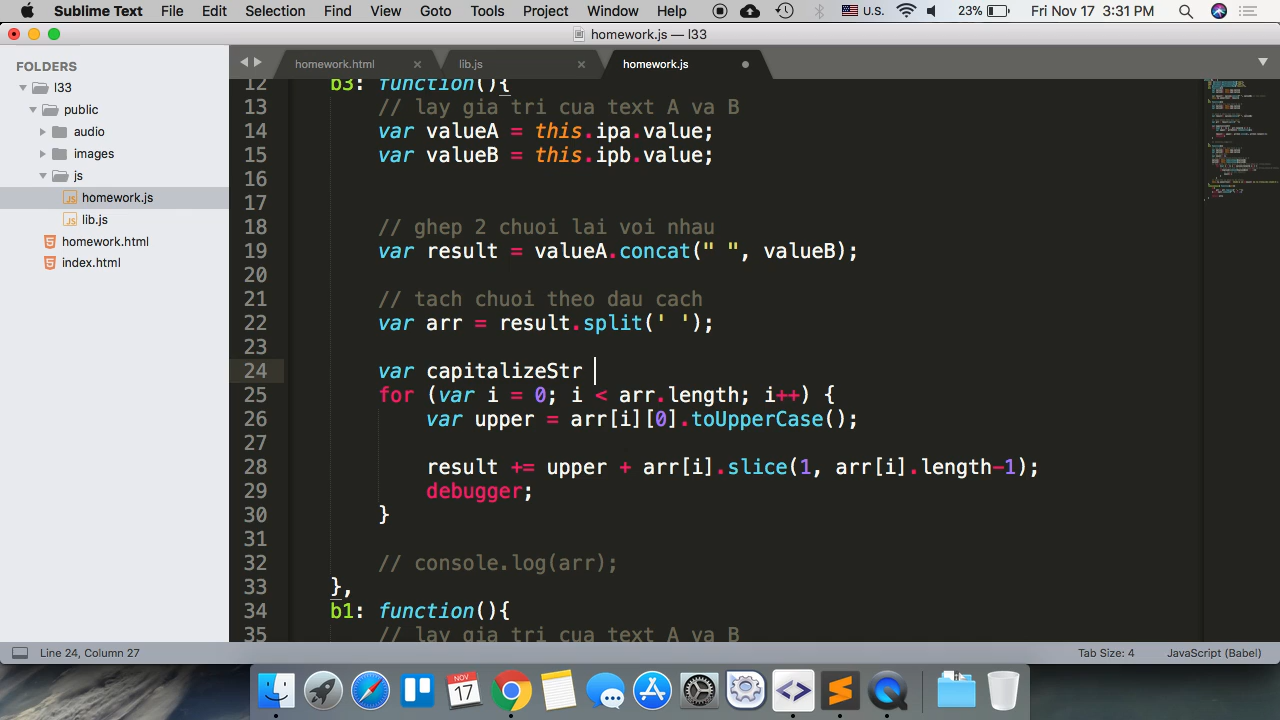 Sublime Text File Edit Selection Find View Goto Tools Project Window Help U.S. 23% Fri Nov 17 3:31 PM
homework.js — l33
FOLDERS
l33
public
audio
images
js
homework.js
lib.js
homework.html
index.html
homework.html × lib.js × homework.js
12 b3: function(){
13 // lay gia tri cua text A va B
14 var valueA = this.ipa.value;
15 var valueB = this.ipb.value;
16
17
18 // ghep 2 chuoi lai voi nhau
19 var result = valueA.concat(" ", valueB);
20
21 // tach chuoi theo dau cach
22 var arr = result.split(' ');
23
24 var capitalizeStr
25 for (var i = 0; i < arr.length; i++) {
26 var upper = arr[i][0].toUpperCase();
27
28 result += upper + arr[i].slice(1, arr[i].length-1);
29 debugger;
30 }
31
32 // console.log(arr);
33 },
34 b1: function(){
35 // lay gia tri cua text A va B
Line 24, Column 27 Tab Size: 4 JavaScript (Babel)
NOV
17